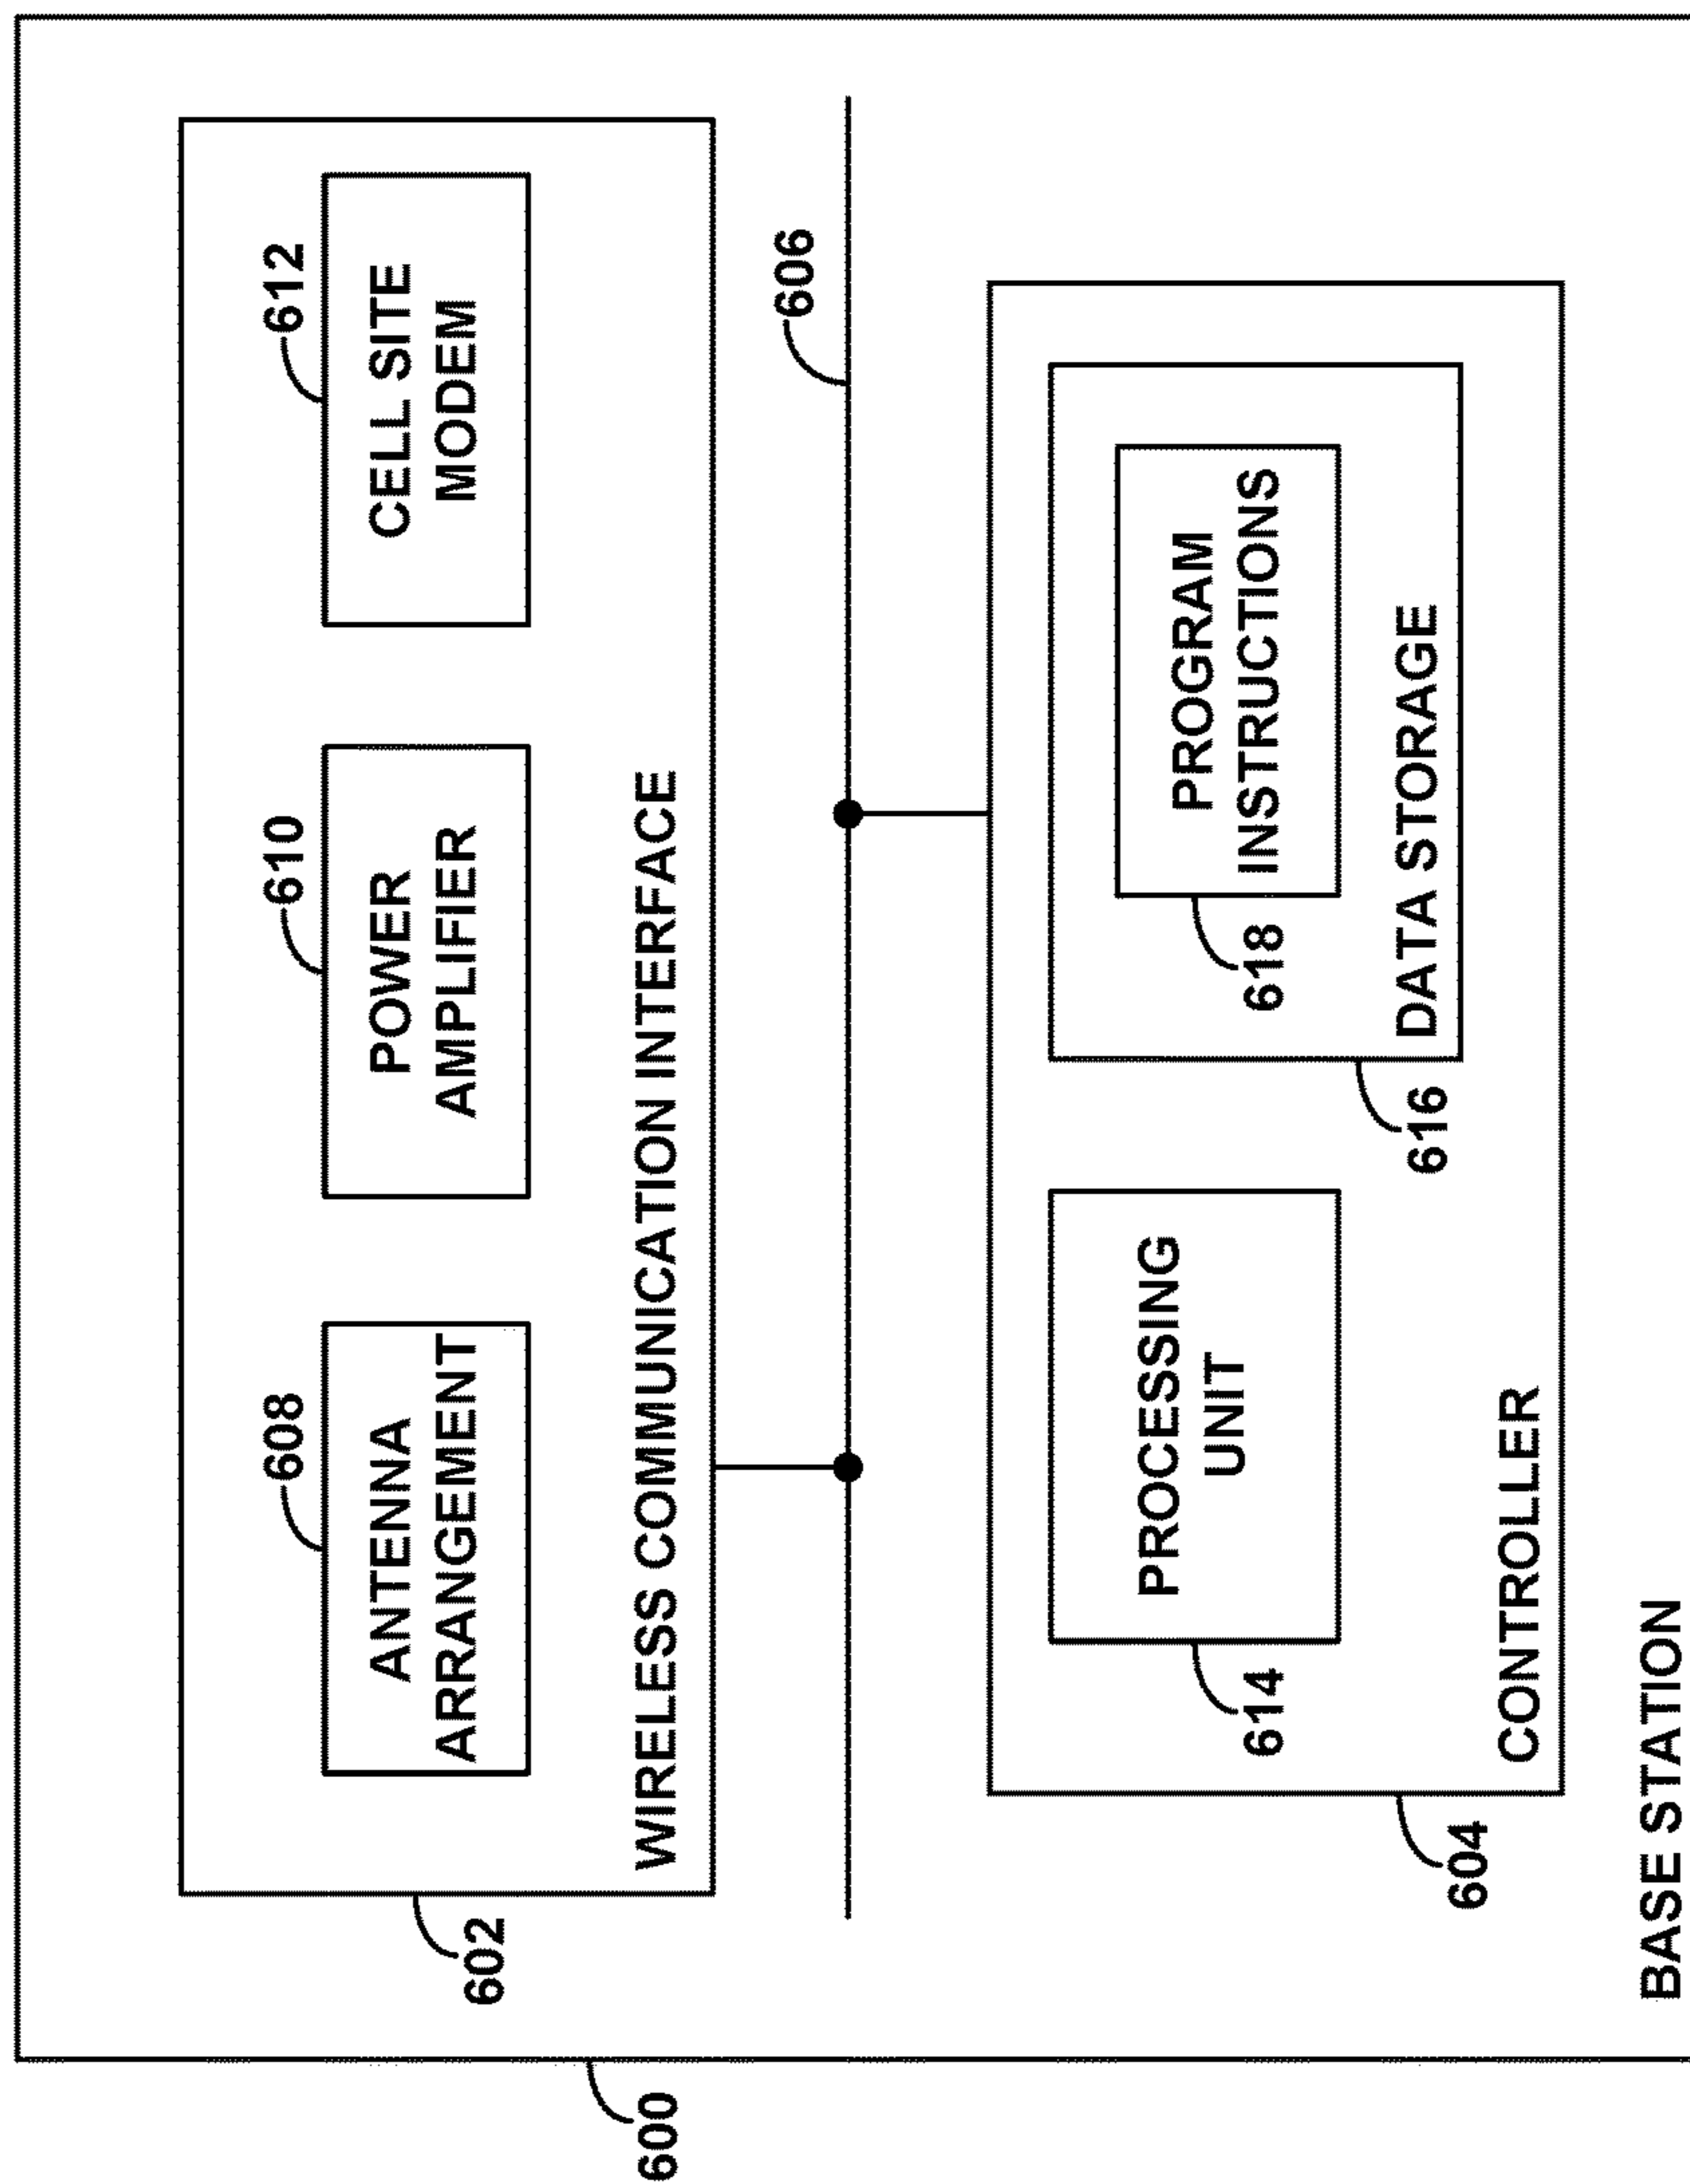 612
CELL SITE
MODEM
610
POWER
AMPLIFIER
608
ANTENNA
ARRANGEMENT
WIRELESS COMMUNICATION INTERFACE
602
606
PROGRAM
INSTRUCTIONS
618
DATA STORAGE
616
PROCESSING
UNIT
614
CONTROLLER
604
BASE STATION
600